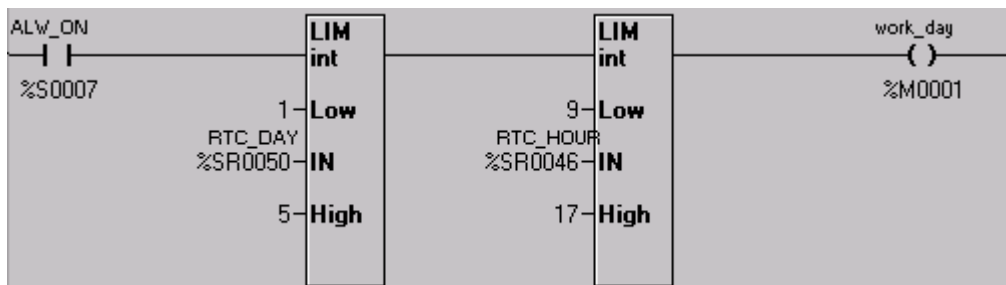 ALW_ON
%S0007
LIM
int
1
Low
RTC_DAY
%SR0050
IN
5
High
LIM
int
9
Low
RTC_HOUR
%SR0046
IN
17
High
work_day
%M0001